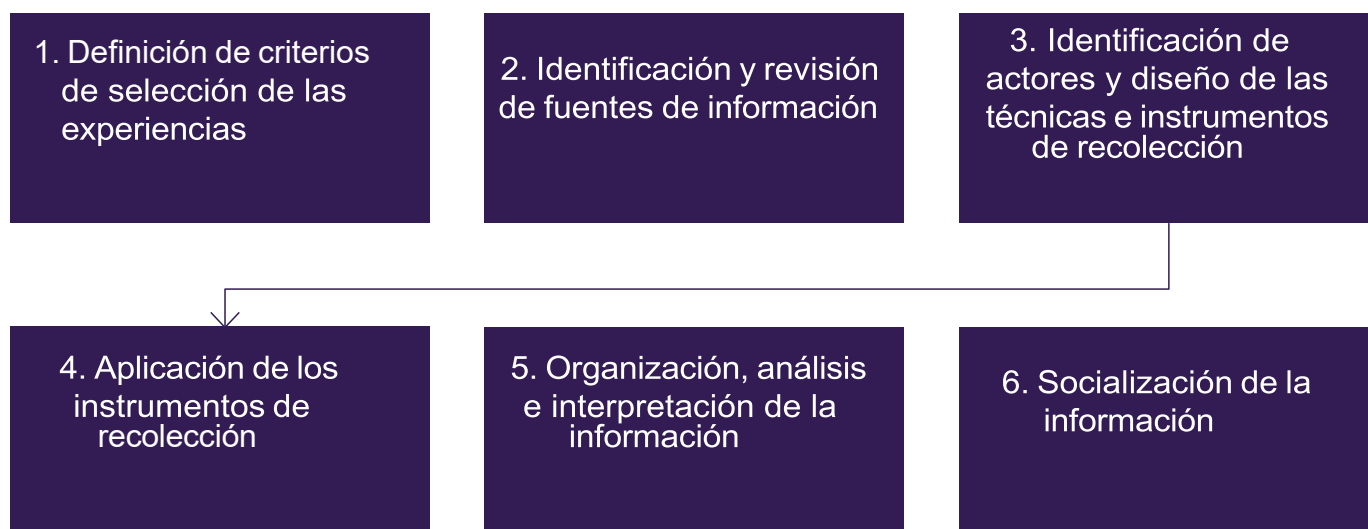 1. Definición de criterios
de selección de las
experiencias
2. Identificación y revisión
de fuentes de información
3. Identificación de
actores y diseño de las
técnicas e instrumentos
de recolección
4. Aplicación de los
instrumentos de
recolección
5. Organización, análisis
e interpretación de la
información
6. Socialización de la
información